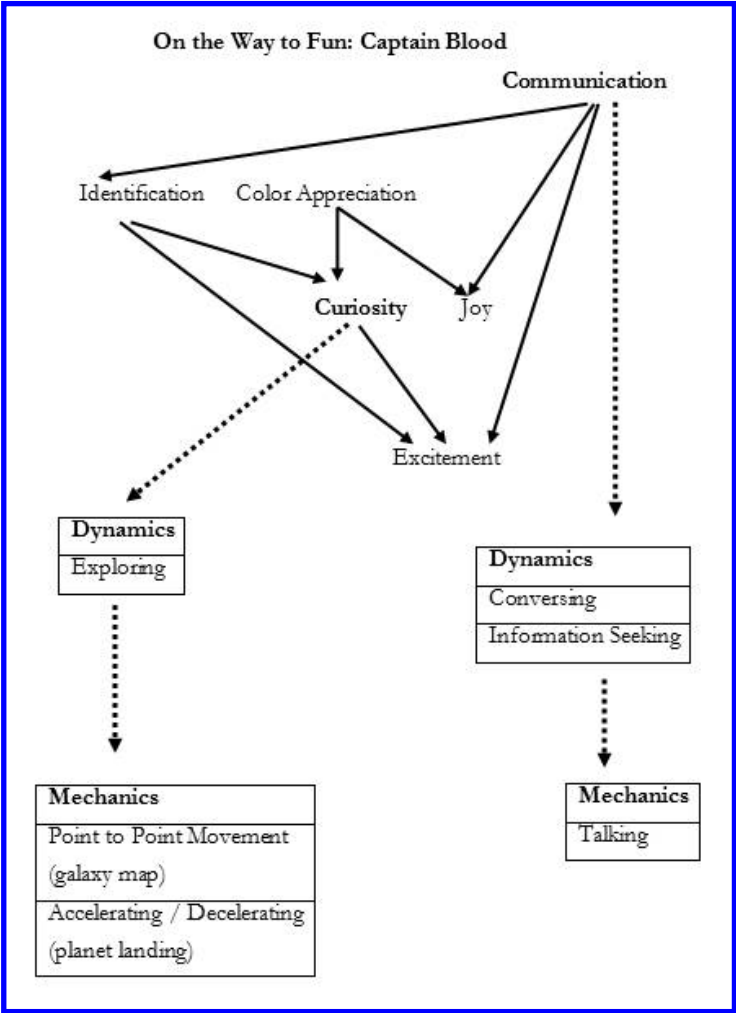 On the Way to Fun: Captain Blood
Communication
Identification
Color Appreciation
Curiosity
Joy
Excitement
Dynamics
Exploring
Dynamics
Conversing
Information Seeking
Mechanics
Point to Point Movement
(galaxy map)
Accelerating / Decelerating
(planet landing)
Mechanics
Talking